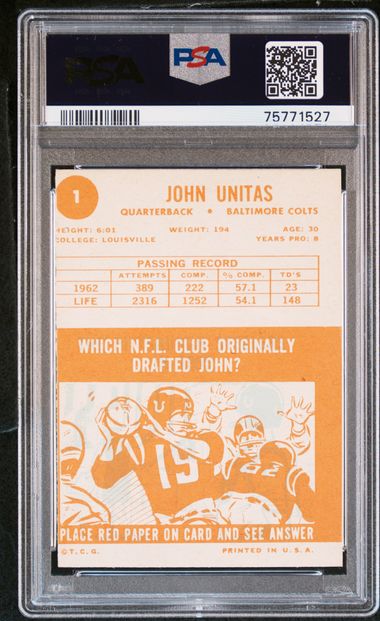 PSA
PSA
75771527
1
JOHN UNITAS
QUARTERBACK • BALTIMORE COLTS
HEIGHT: 6:01 WEIGHT: 194 AGE: 30
COLLEGE: LOUISVILLE YEARS PRO: 8
PASSING RECORD
ATTEMPTS COMP. % COMP. T.D'S
1962 389 222 57.1 23
LIFE 2316 1252 54.1 148
WHICH N.F.L. CLUB ORIGINALLY
DRAFTED JOHN?
19
82
PLACE RED PAPER ON CARD AND SEE ANSWER
© T.C.G. PRINTED IN U.S.A.